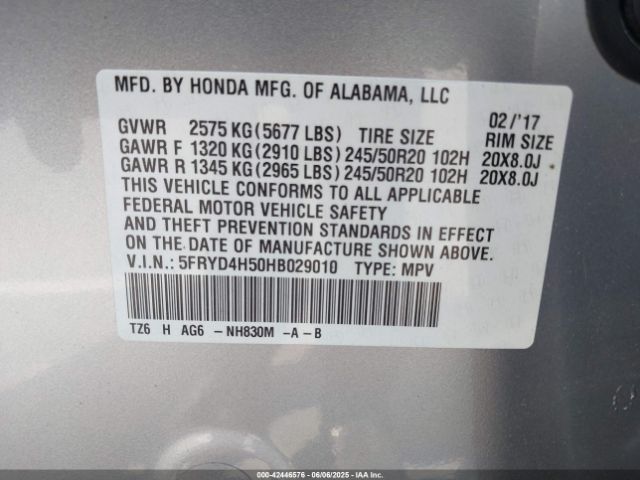 MFD. BY HONDA MFG. OF ALABAMA, LLC
02/'17
GVWR 2575 KG(5677 LBS) TIRE SIZE RIM SIZE
GAWR F 1320 KG(2910 LBS)245/50R20 102H 20X8.0J
GAWR R 1345 KG(2965 LBS)245/50R20 102H 20X8.0J
THIS VEHICLE CONFORMS TO ALL APPLICABLE
FEDERAL MOTOR VEHICLE SAFETY
AND THEFT PREVENTION STANDARDS IN EFFECT
ON THE DATE OF MANUFACTURE SHOWN ABOVE.
V.I.N.: 5FRYD4H50HB029010 TYPE: MPV
TZ6 H AG6 -NH830M -A-B
© IAA - 000-42446576 - 06/06/2025 - IAAI.COM